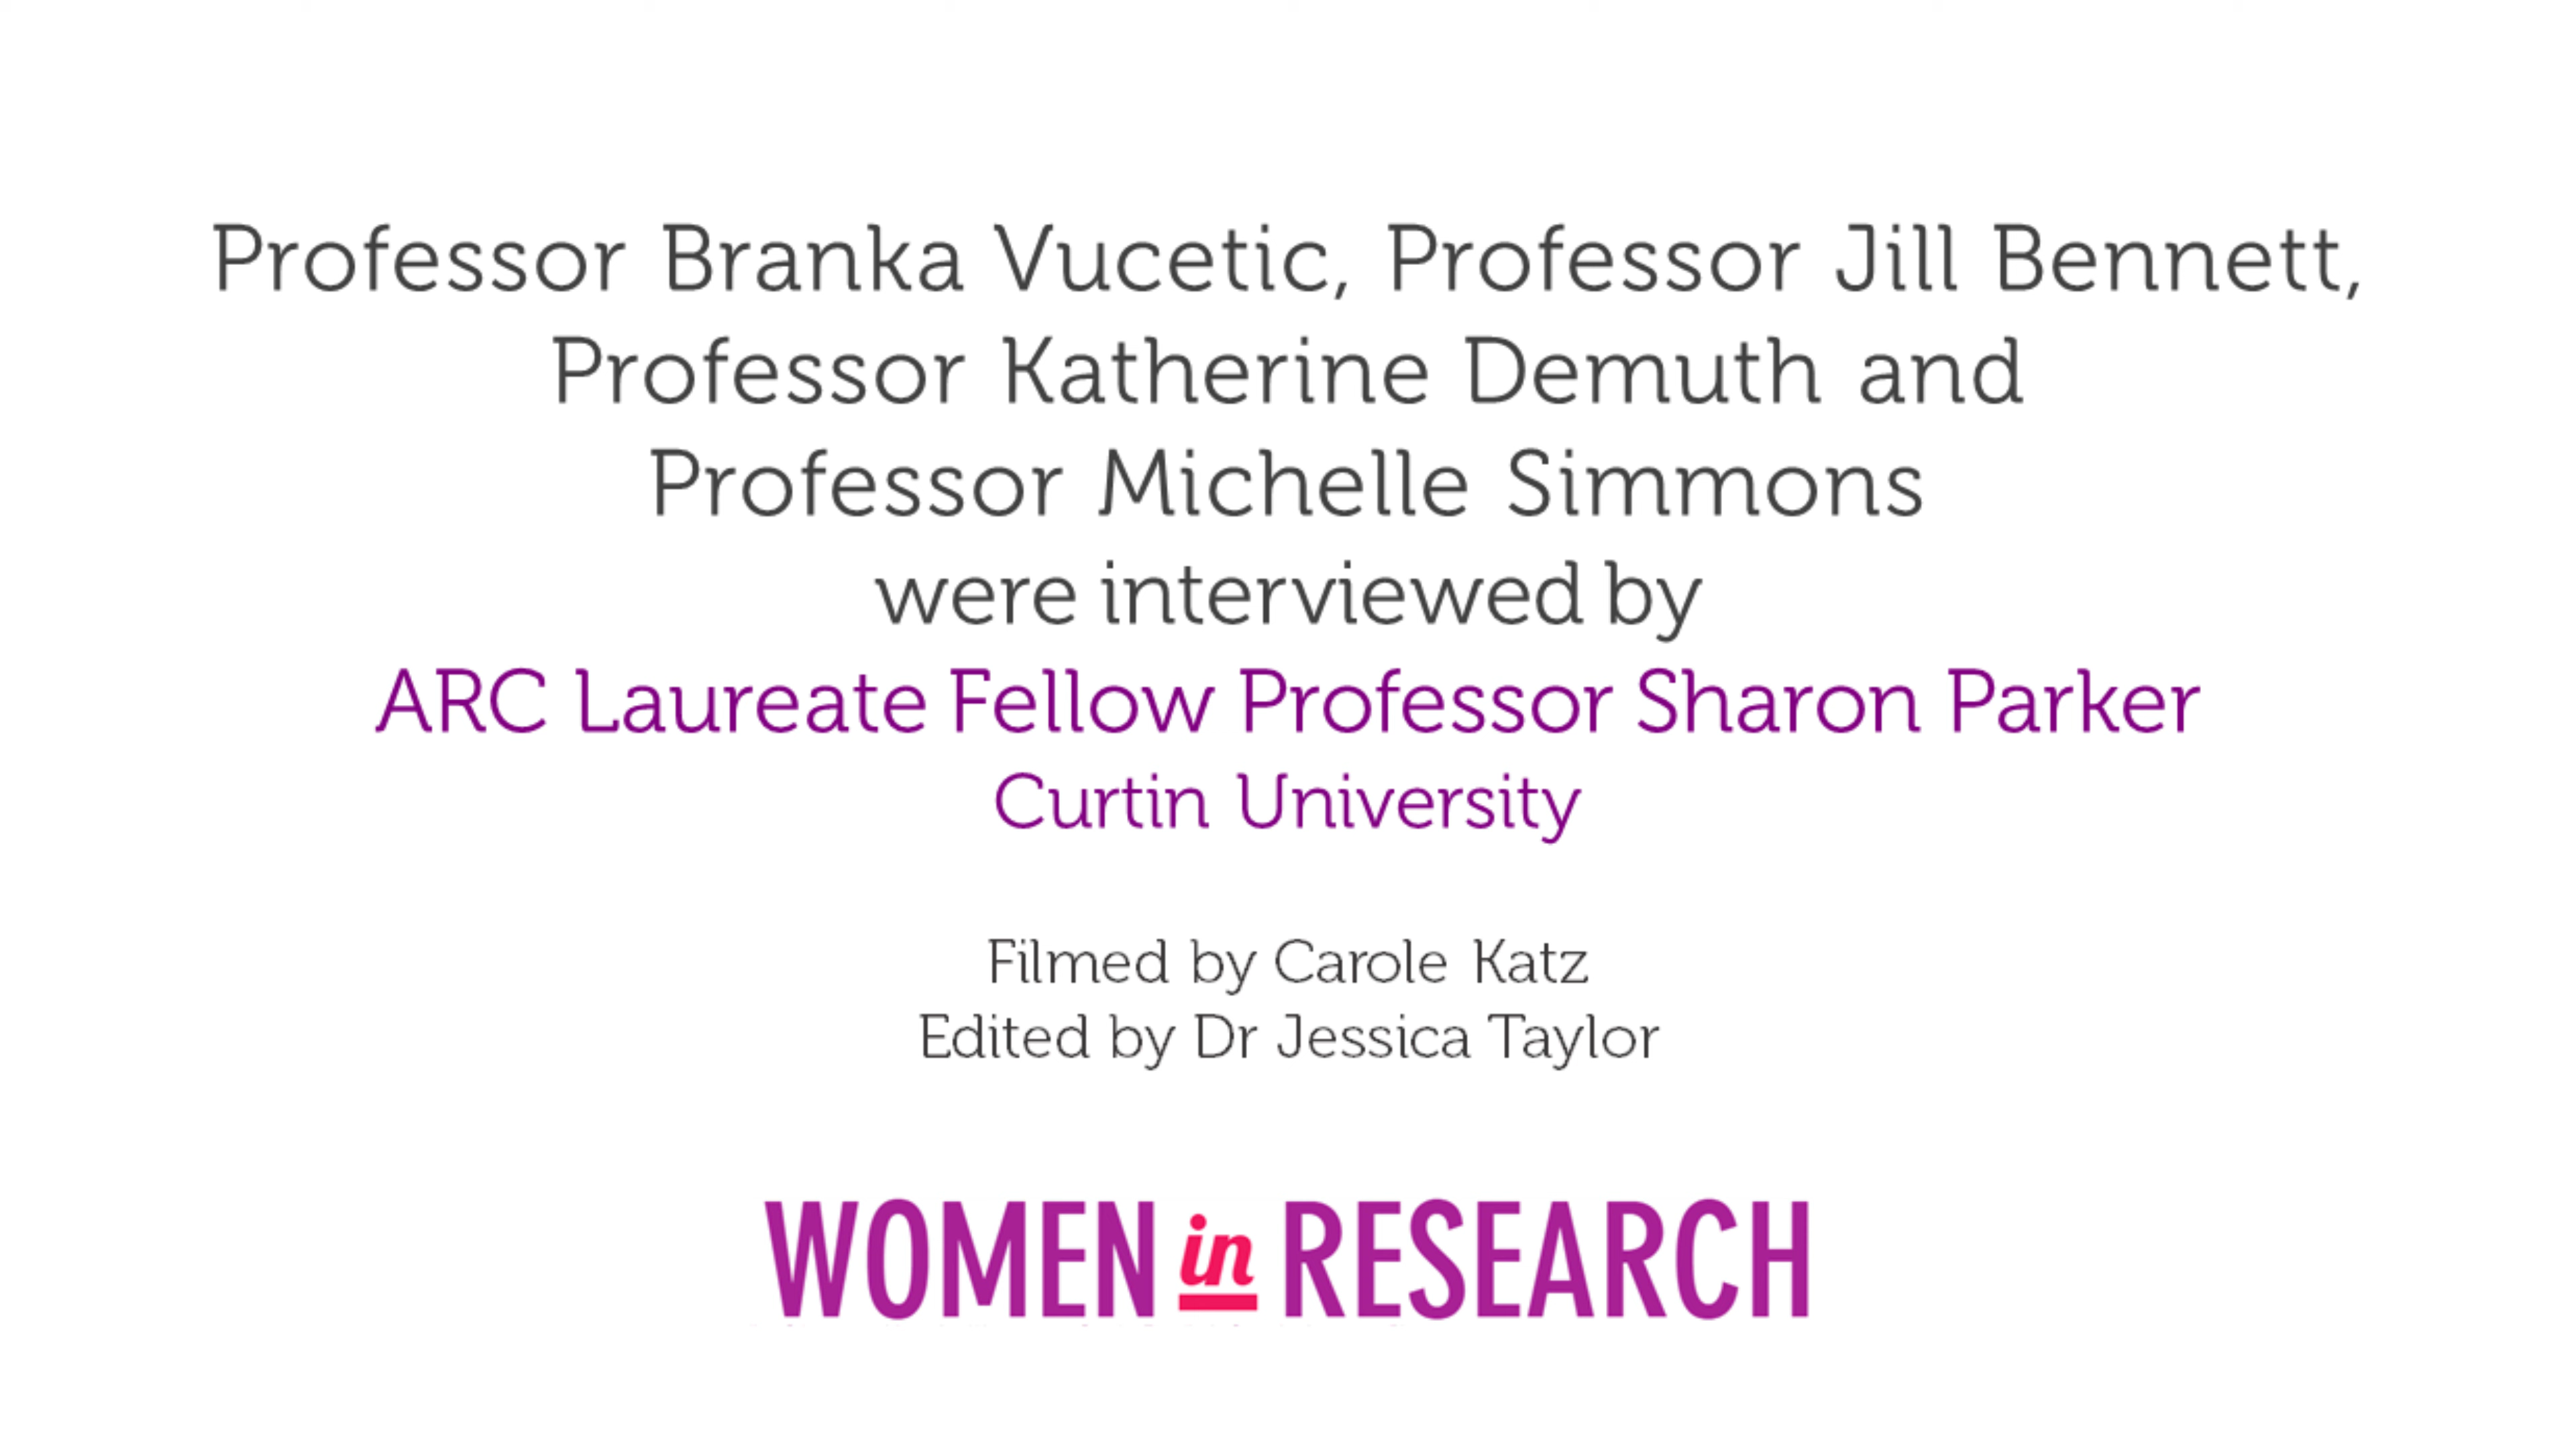 Professor Branka Vucetic, Professor Jill Bennett,
Professor Katherine Demuth and
Professor Michelle Simmons
were interviewed by
ARC Laureate Fellow Professor Sharon Parker
Curtin University
Filmed by Carole Katz
Edited by Dr Jessica Taylor
WOMEN in RESEARCH